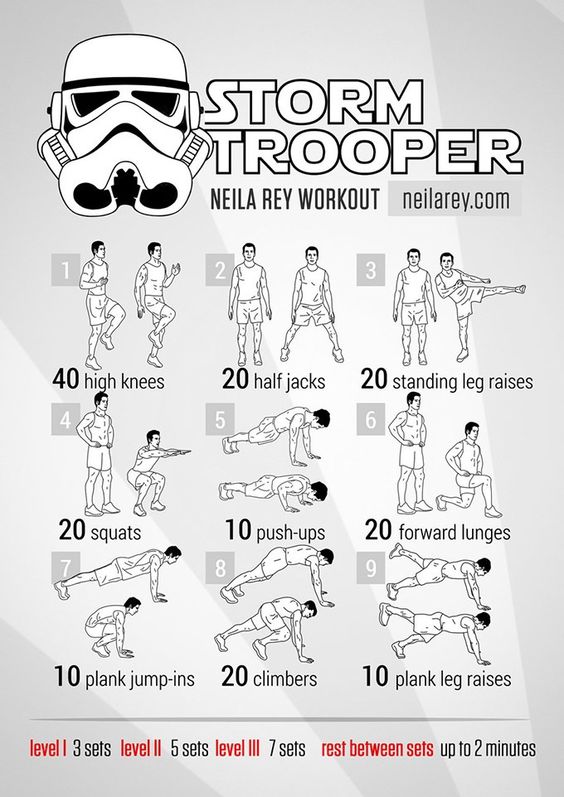 STORM
TROOPER
NEILA REY WORKOUT neilarey.com
1 2 3
40 high knees 20 half jacks 20 standing leg raises
4 5 6
20 squats 10 push-ups 20 forward lunges
7 8 9
10 plank jump-ins 20 climbers 10 plank leg raises
level I 3 sets level II 5 sets level III 7 sets rest between sets up to 2 minutes